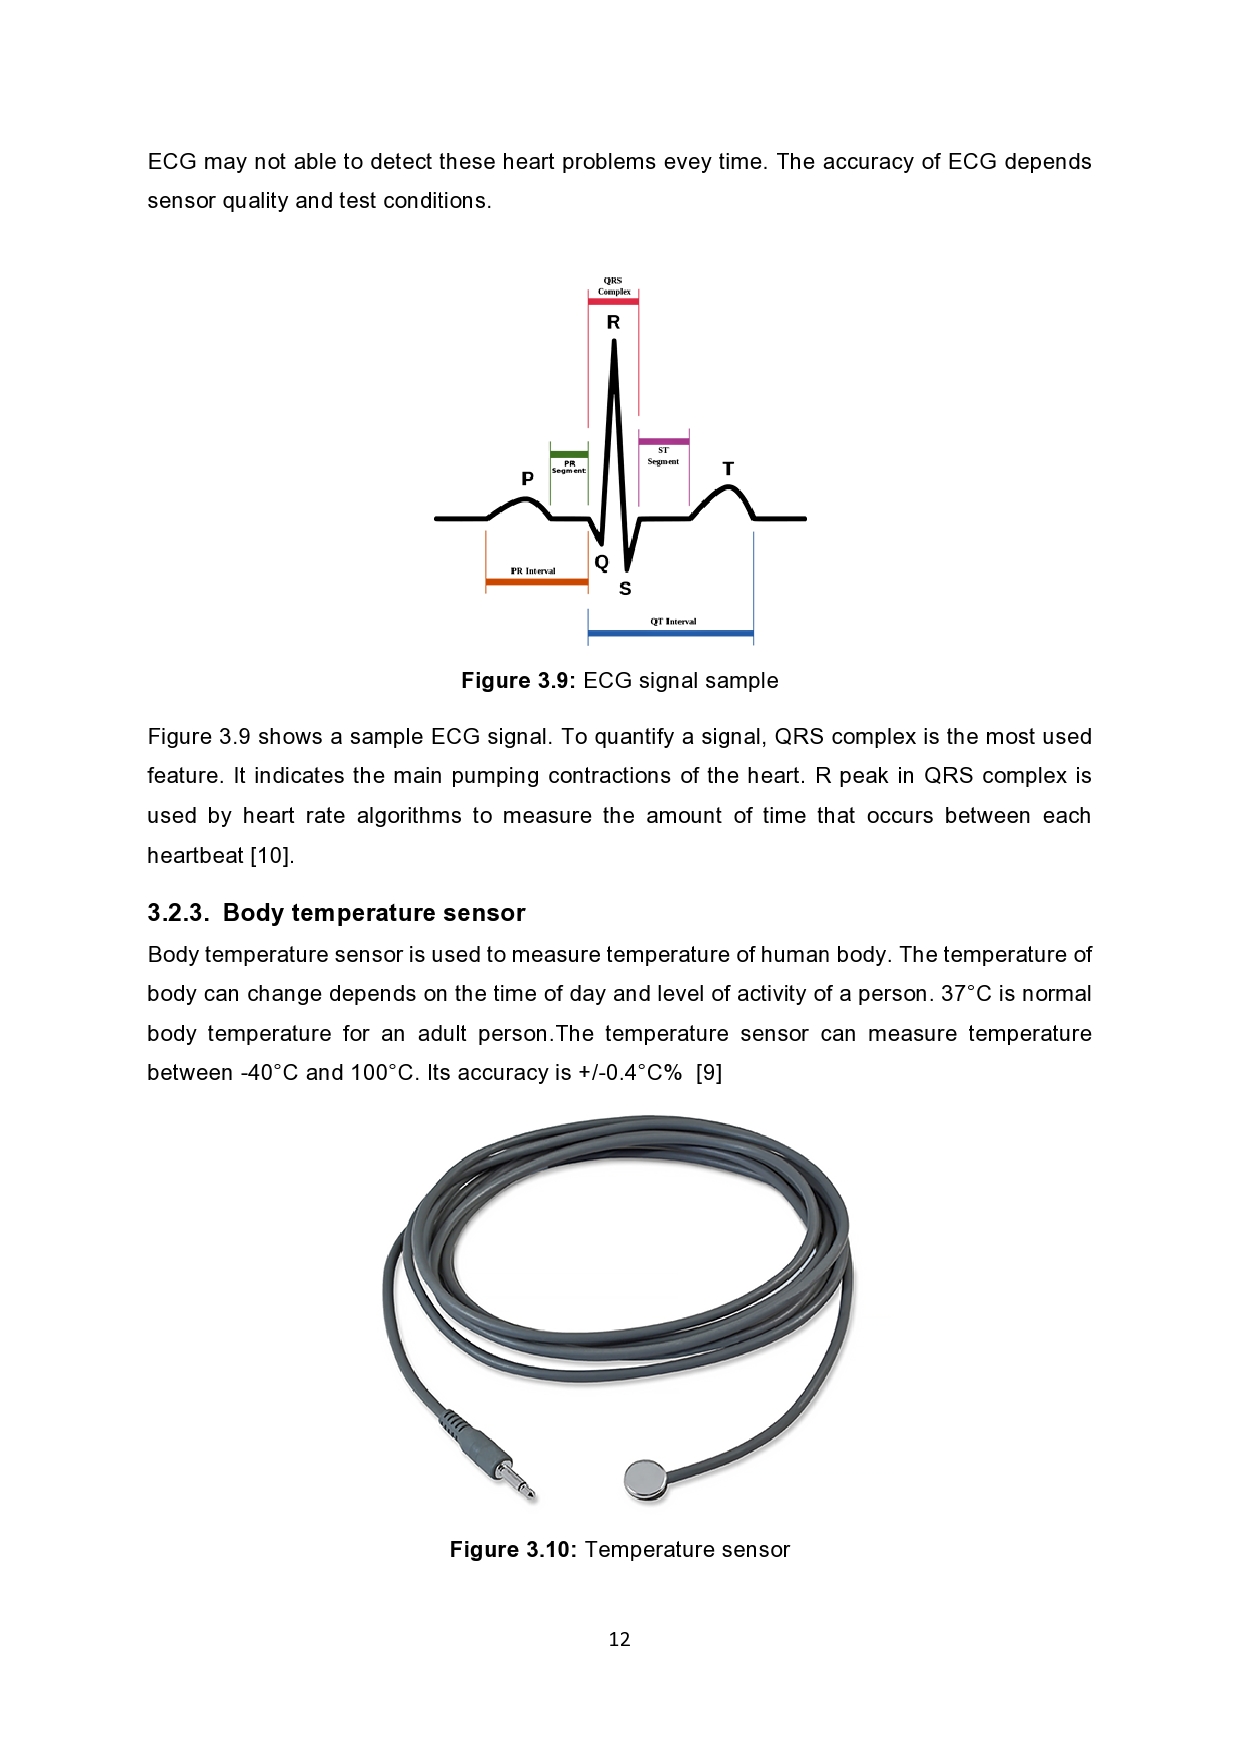 ECG may not able to detect these heart problems evey time. The accuracy of ECG depends
sensor quality and test conditions.
QRS
Complex
R
ST
Segment
PR
Segment
P
T
Q
PR Interval
S
QT Interval
Figure 3.9: ECG signal sample
Figure 3.9 shows a sample ECG signal. To quantify a signal, QRS complex is the most used
feature. It indicates the main pumping contractions of the heart. R peak in QRS complex is
used by heart rate algorithms to measure the amount of time that occurs between each
heartbeat [10].
3.2.3. Body temperature sensor
Body temperature sensor is used to measure temperature of human body. The temperature of
body can change depends on the time of day and level of activity of a person. 37°C is normal
body temperature for an adult person.The temperature sensor can measure temperature
between -40°C and 100°C. Its accuracy is +/-0.4°C% [9]
Figure 3.10: Temperature sensor
12